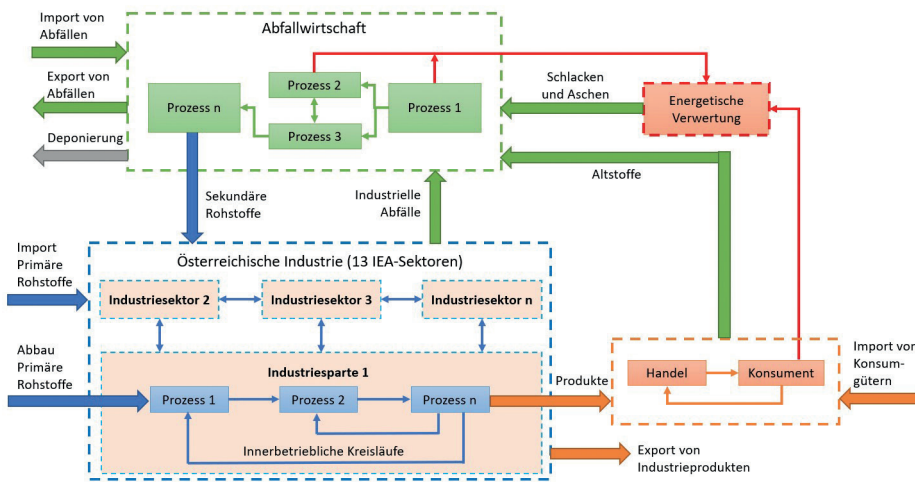 Import von
Abfällen
Abfallwirtschaft
Export von
Abfällen
Deponierung
Prozess n
Prozess 2
Prozess 3
Prozess 1
Schlacken
und Aschen
Energetische
Verwertung
Altstoffe
Sekundäre
Rohstoffe
Industrielle
Abfälle
Import
Primäre
Rohstoffe
Österreichische Industrie (13 IEA-Sektoren)
Industriesektor 2
Industriesektor 3
Industriesektor n
Abbau
Primäre
Rohstoffe
Industriesparte 1
Prozess 1
Prozess 2
Prozess n
Innerbetriebliche Kreisläufe
Produkte
Handel
Konsument
Import von
Konsum-
gütern
Export von
Industrieprodukten